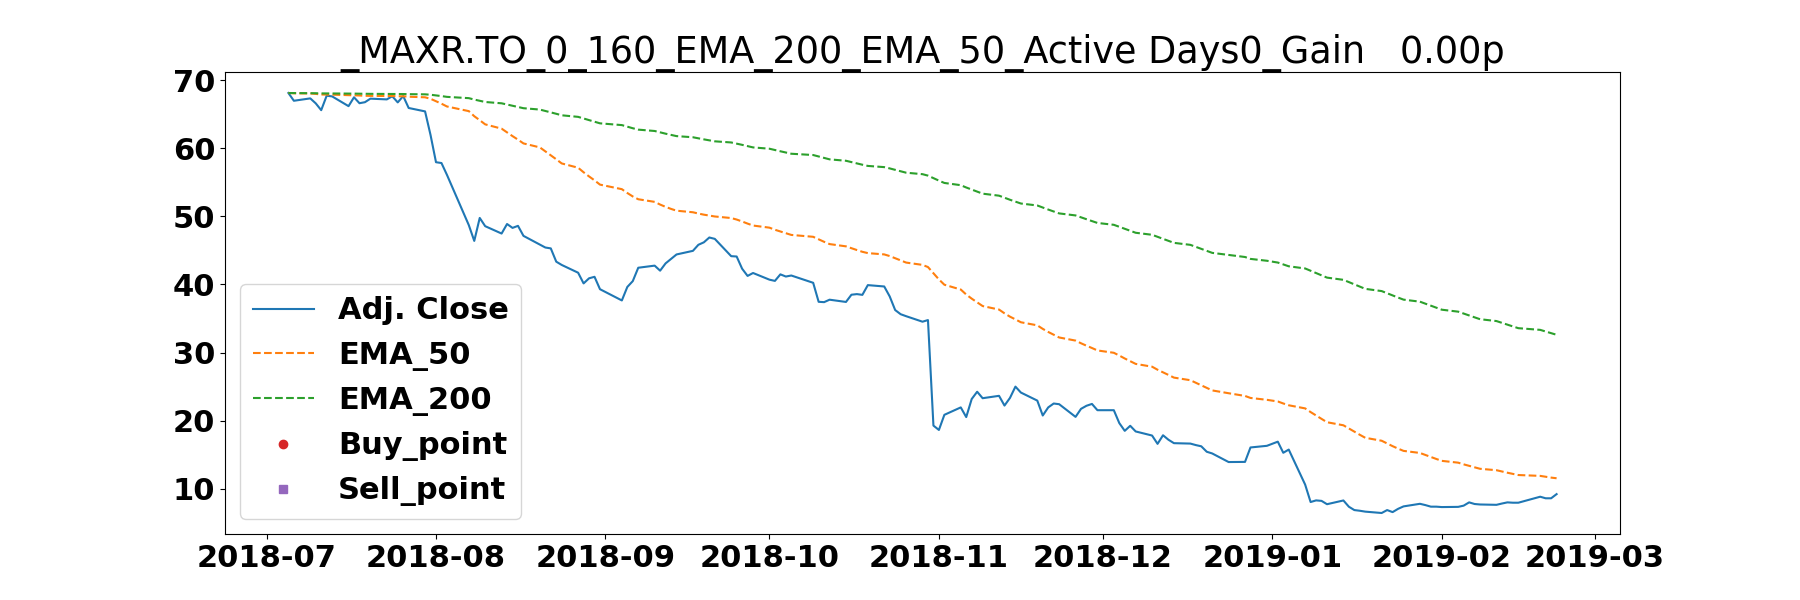 _MAXR.TO_0_160_EMA_200_EMA_50_Active Days0_Gain   0.00p
70
60
50
40
30
20
10
Adj. Close
EMA_50
EMA_200
Buy_point
Sell_point
2018-07 2018-08 2018-09 2018-10 2018-11 2018-12 2019-01 2019-02 2019-03